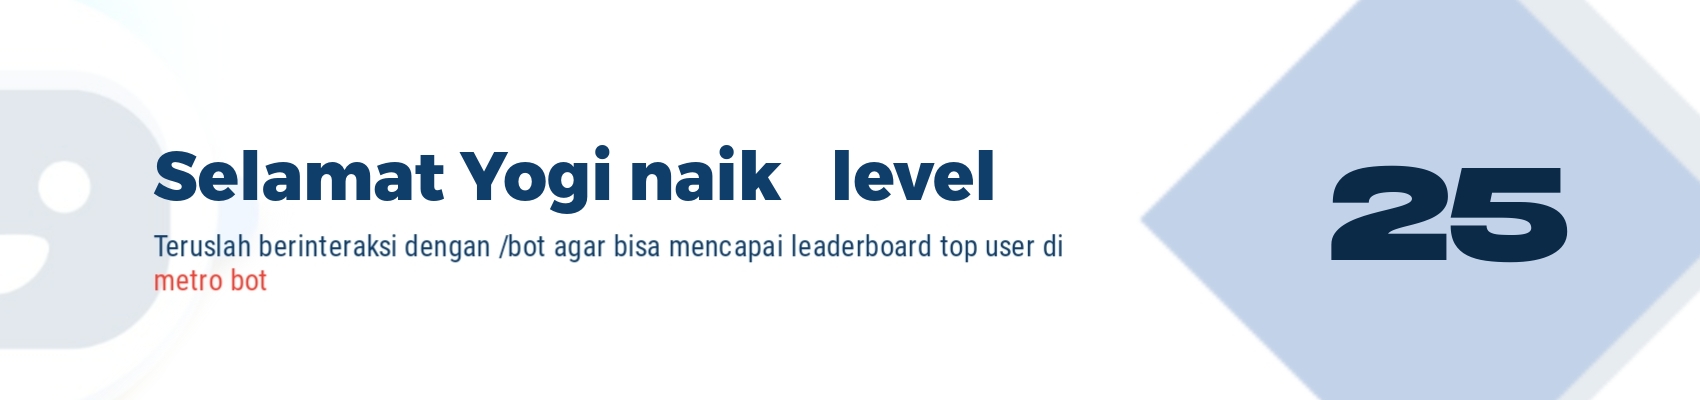 Selamat Yogi naik level
Teruslah berinteraksi dengan /bot agar bisa mencapai leaderboard top user di
metro bot
25